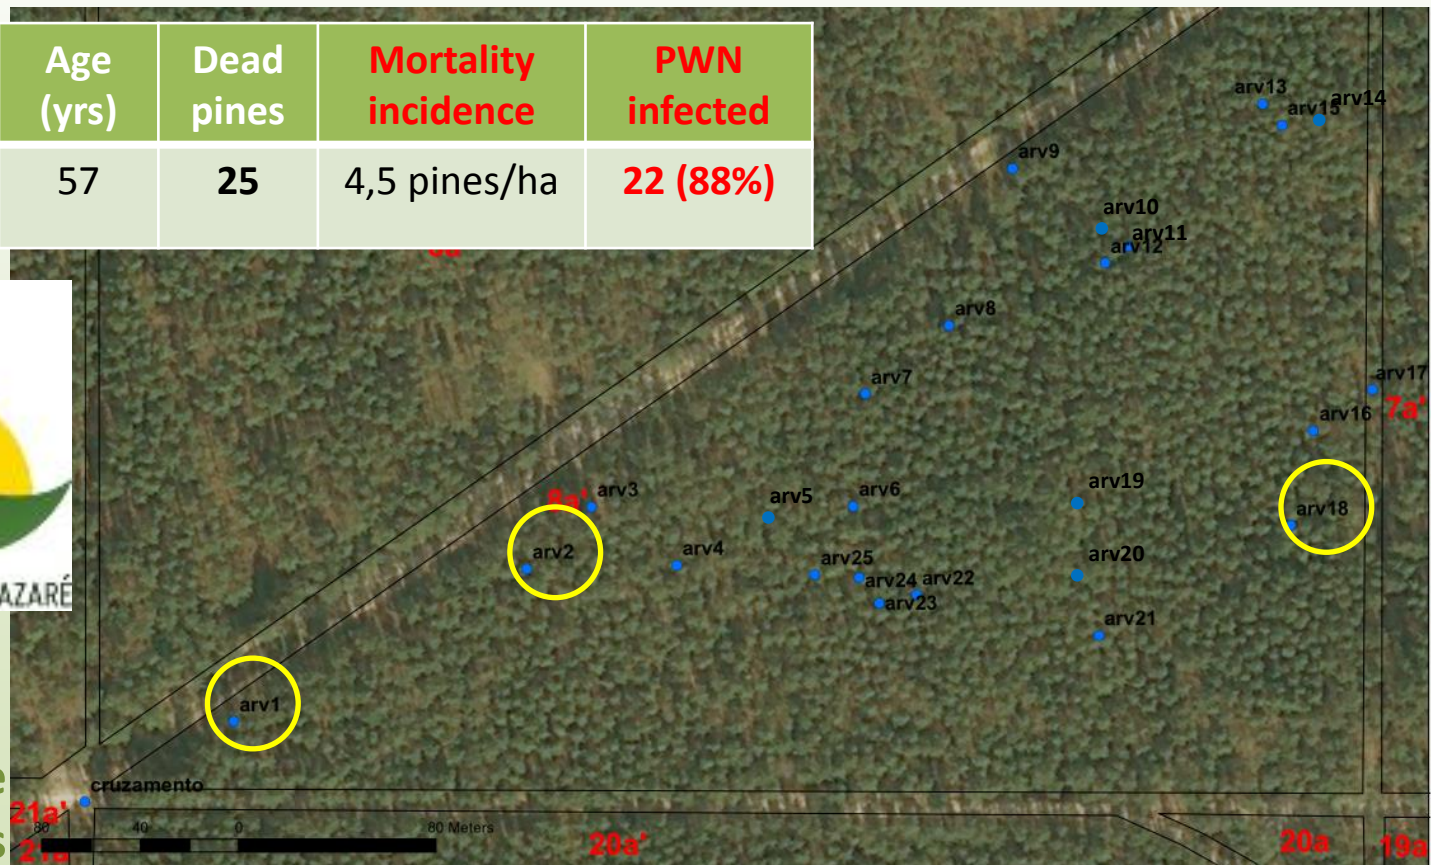 Age (yrs)
Dead pines
Mortality incidence
PWN infected
57
25
4,5 pines/ha
22 (88%)
arv13
arv15
arv14
arv9
arv10
arv11
arv12
arv8
arv7
arv17
7a'
arv16
8a'
arv3
arv5
arv6
arv19
arv18
arv2
arv4
arv25
arv24
arv22
arv23
arv20
arv21
AZARÉ
arv1
cruzamento
21a'
80 40 0 80 Meters
20a'
20a
19a